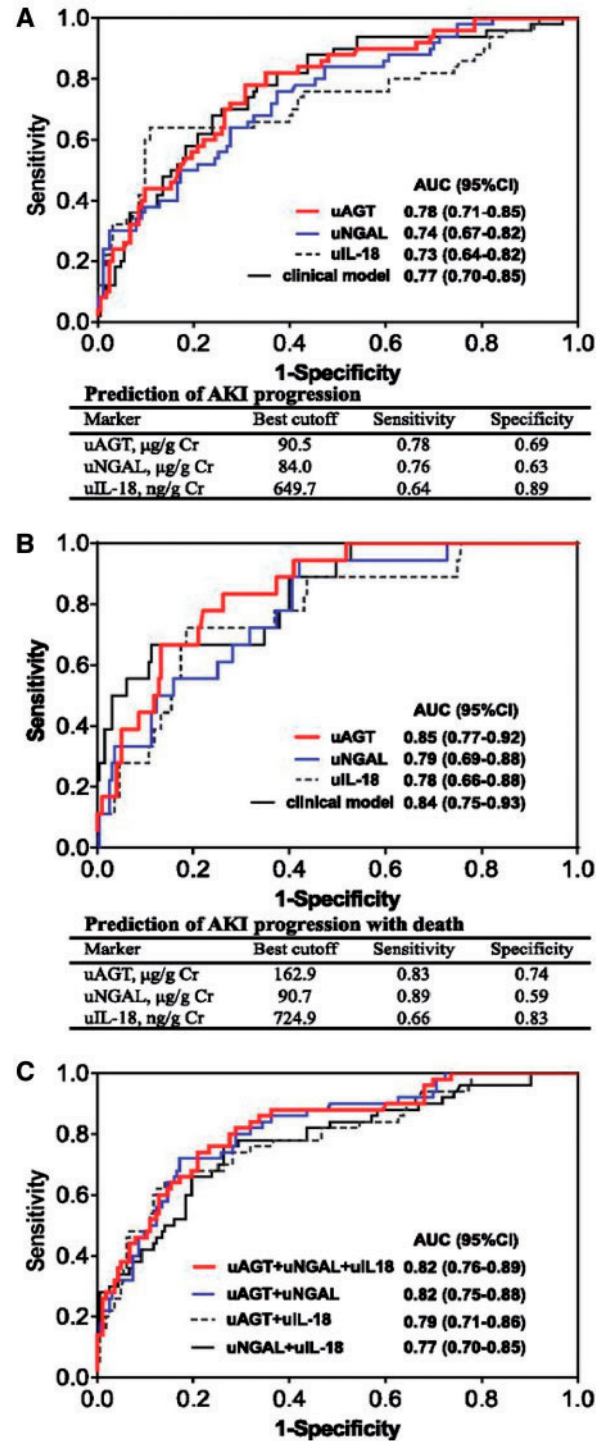 A
1.0
0.8
0.6
0.4
0.2
0.0
Sensitivity
AUC (95%CI)
uAGT 0.78 (0.71-0.85)
uNGAL 0.74 (0.67-0.82)
uIL-18 0.73 (0.64-0.82)
clinical model 0.77 (0.70-0.85)
0.0 0.2 0.4 0.6 0.8 1.0
1-Specificity
Prediction of AKI progression
Marker Best cutoff Sensitivity Specificity
uAGT, μg/g Cr 90.5 0.78 0.69
uNGAL, μg/g Cr 84.0 0.76 0.63
uIL-18, ng/g Cr 649.7 0.64 0.89
B
1.0
0.8
0.6
0.4
0.2
0.0
Sensitivity
AUC (95%CI)
uAGT 0.85 (0.77-0.92)
uNGAL 0.79 (0.69-0.88)
uIL-18 0.78 (0.66-0.88)
clinical model 0.84 (0.75-0.93)
0.0 0.2 0.4 0.6 0.8 1.0
1-Specificity
Prediction of AKI progression with death
Marker Best cutoff Sensitivity Specificity
uAGT, μg/g Cr 162.9 0.83 0.74
uNGAL, μg/g Cr 90.7 0.89 0.59
uIL-18, ng/g Cr 724.9 0.66 0.83
C
1.0
0.8
0.6
0.4
0.2
0.0
Sensitivity
AUC (95%CI)
uAGT+uNGAL+uIL18 0.82 (0.76-0.89)
uAGT+uNGAL 0.82 (0.75-0.88)
uAGT+uIL-18 0.79 (0.71-0.86)
uNGAL+uIL-18 0.77 (0.70-0.85)
0.0 0.2 0.4 0.6 0.8 1.0
1-Specificity